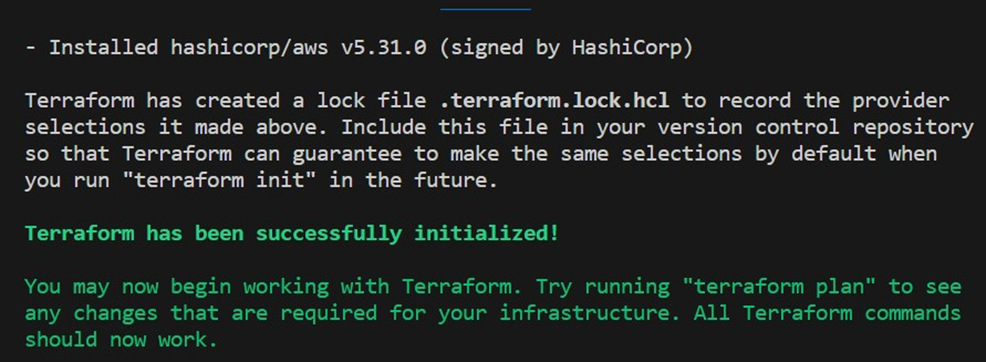 - Installed hashicorp/aws v5.31.0 (signed by HashiCorp)
Terraform has created a lock file .terraform.lock.hcl to record the provider
selections it made above. Include this file in your version control repository
so that Terraform can guarantee to make the same selections by default when
you run "terraform init" in the future.
Terraform has been successfully initialized!
You may now begin working with Terraform. Try running "terraform plan" to see
any changes that are required for your infrastructure. All Terraform commands
should now work.